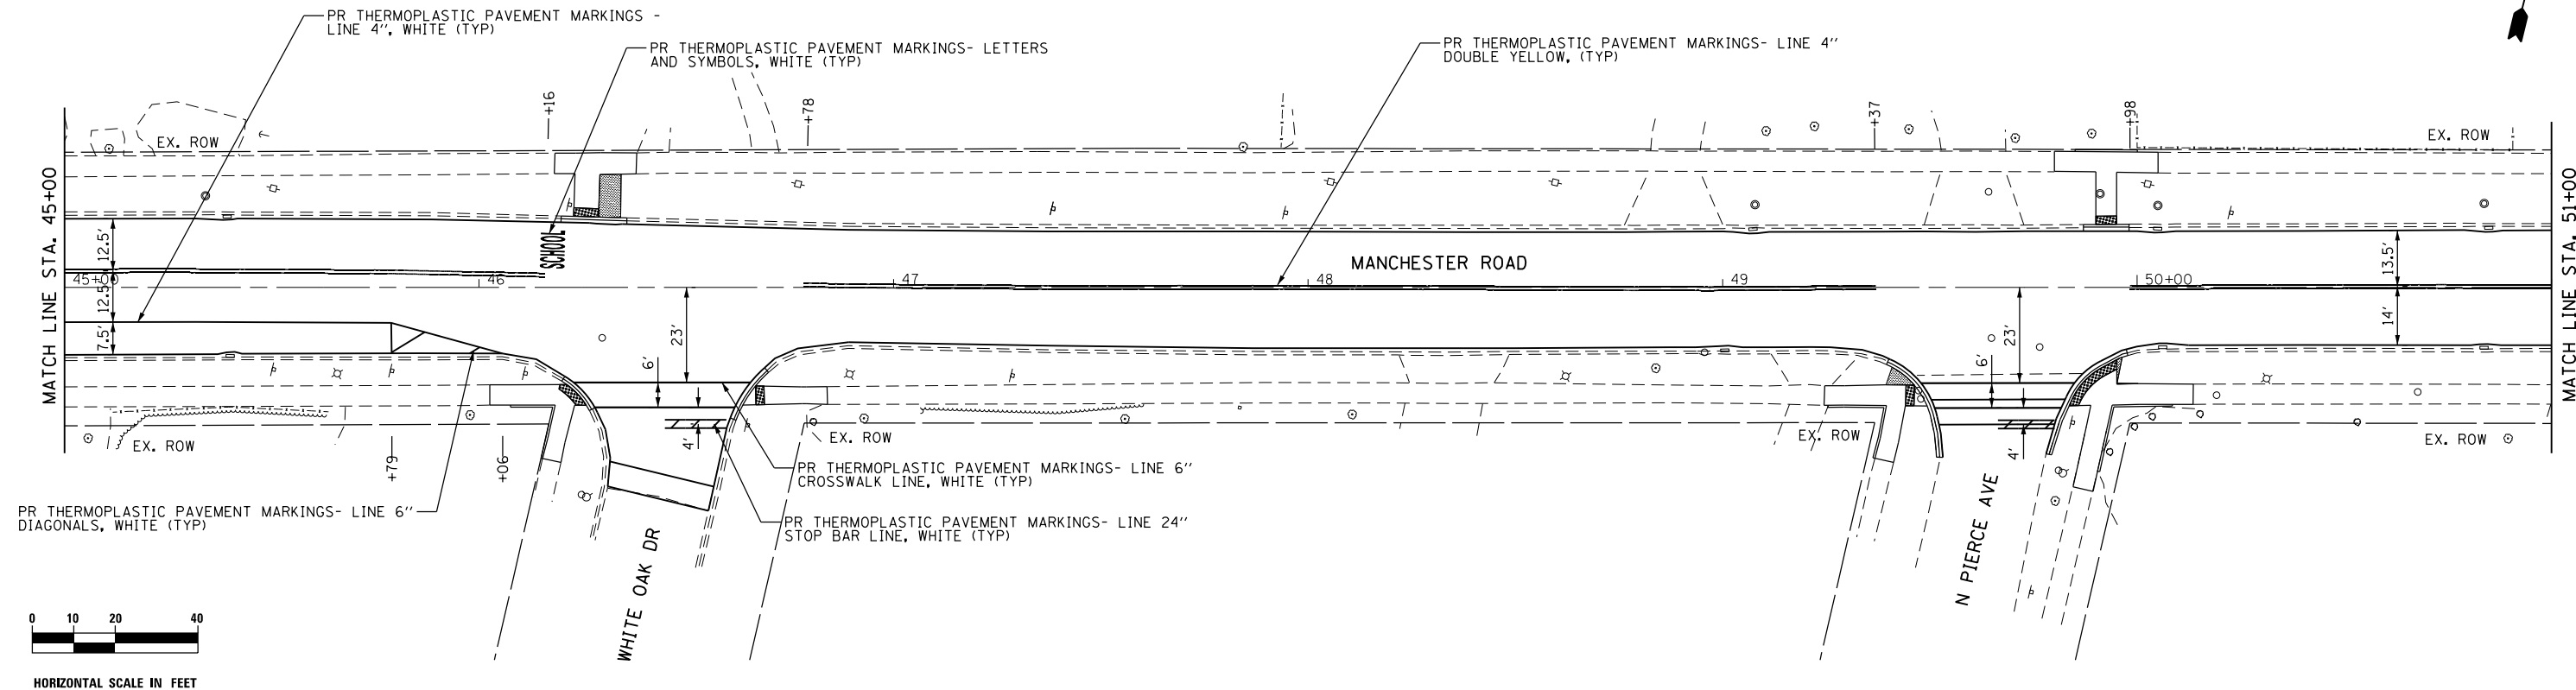 PR THERMOPLASTIC PAVEMENT MARKINGS -
LINE 4", WHITE (TYP)
PR THERMOPLASTIC PAVEMENT MARKINGS- LETTERS
AND SYMBOLS, WHITE (TYP)
PR THERMOPLASTIC PAVEMENT MARKINGS- LINE 4"
DOUBLE YELLOW, (TYP)
+16
+78
+37
+98
EX. ROW
EX. ROW
MATCH LINE STA. 45+00
MATCH LINE STA. 51+00
12.5'
12.5'
7.5'
SCHOOL
MANCHESTER ROAD
13.5'
14'
45+00
46
47
48
49
50+00
23'
6'
4'
23'
6'
4'
EX. ROW
EX. ROW
EX. ROW
EX. ROW
+79
+06
PR THERMOPLASTIC PAVEMENT MARKINGS- LINE 6"
CROSSWALK LINE, WHITE (TYP)
PR THERMOPLASTIC PAVEMENT MARKINGS- LINE 6"
DIAGONALS, WHITE (TYP)
PR THERMOPLASTIC PAVEMENT MARKINGS- LINE 24"
STOP BAR LINE, WHITE (TYP)
WHITE OAK DR
N PIERCE AVE
0 10 20 40
HORIZONTAL SCALE IN FEET